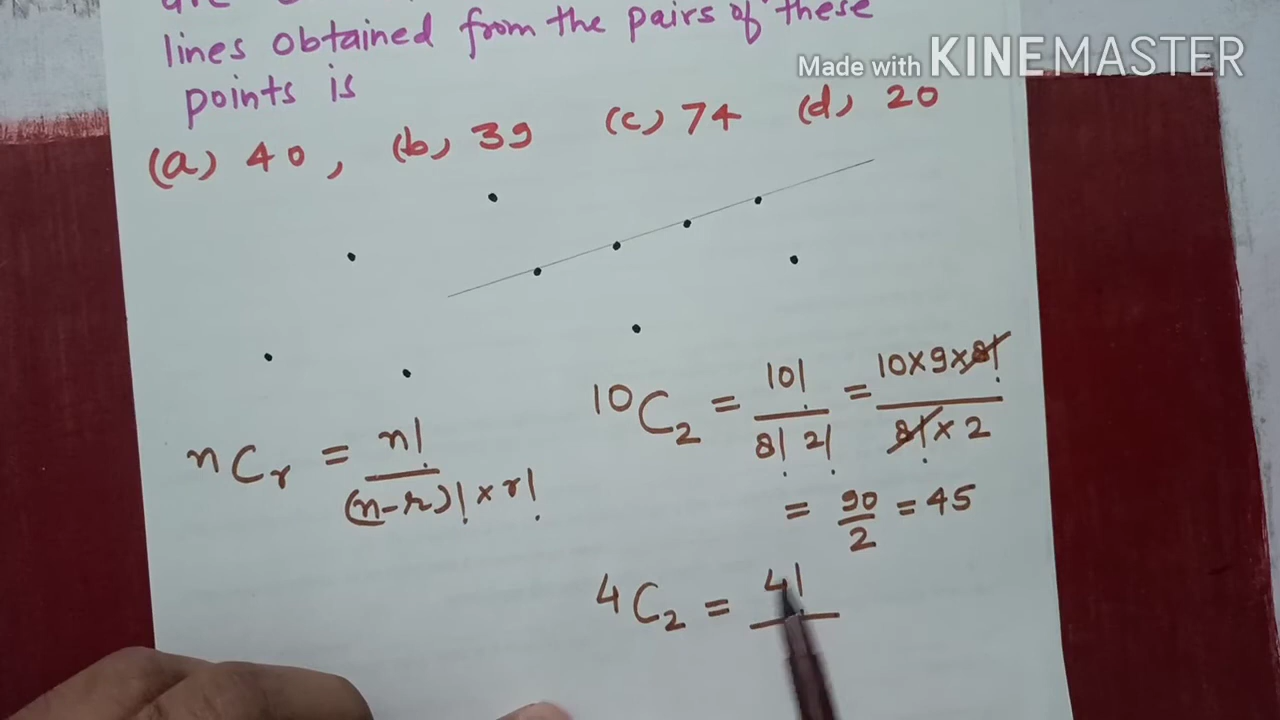 lines obtained from the pairs of these
points is
(a) 40, (b) 39 (c) 74 (d) 20
Made with KINEMASTER
nCr = n! / (n-r)! × r!
10C2 = 10! / 8! 2! = 10×9×8! / 8!×2
= 90/2 = 45
4C2 = 4!